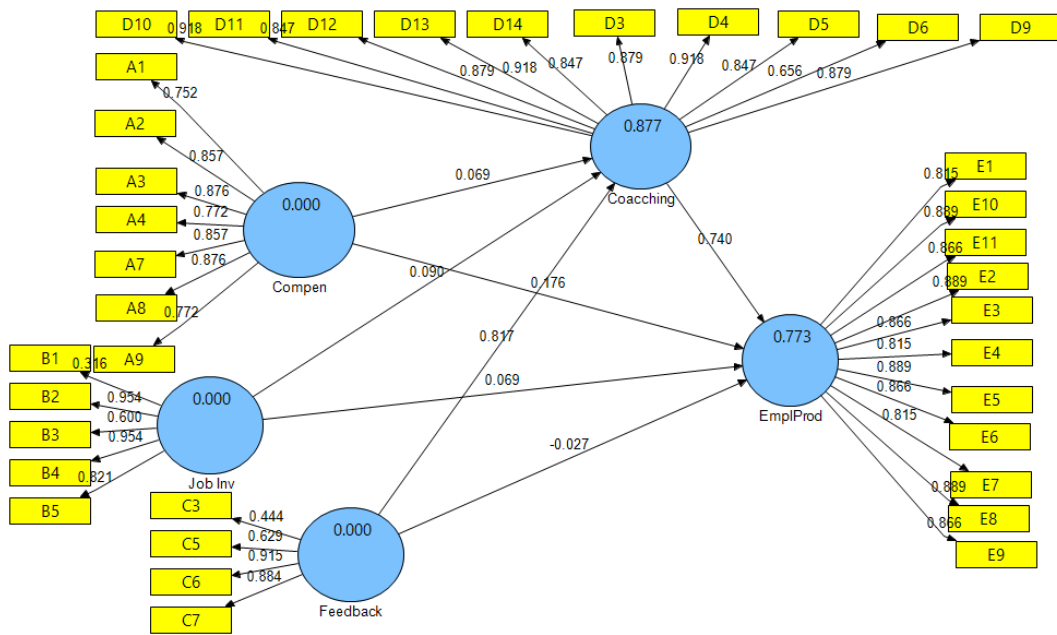 D10
D11
D12
D13
D14
D3
D4
D5
D6
D9
0.918
0.847
0.879
0.918
0.847
0.879
0.918
0.847
0.656
0.879
A1
A2
A3
A4
A7
A8
A9
0.752
0.857
0.876
0.772
0.857
0.876
0.772
0.000
Compen
0.877
Coacching
0.069
0.090
0.176
0.817
0.740
0.069
-0.027
B1
B2
B3
B4
B5
0.316
0.954
0.600
0.954
0.821
0.000
Job Inv
C3
C5
C6
C7
0.444
0.629
0.915
0.884
0.000
Feedback
0.773
EmplProd
E1
E10
E11
E2
E3
E4
E5
E6
E7
E8
E9
0.815
0.889
0.866
0.889
0.866
0.815
0.889
0.866
0.815
0.889
0.866